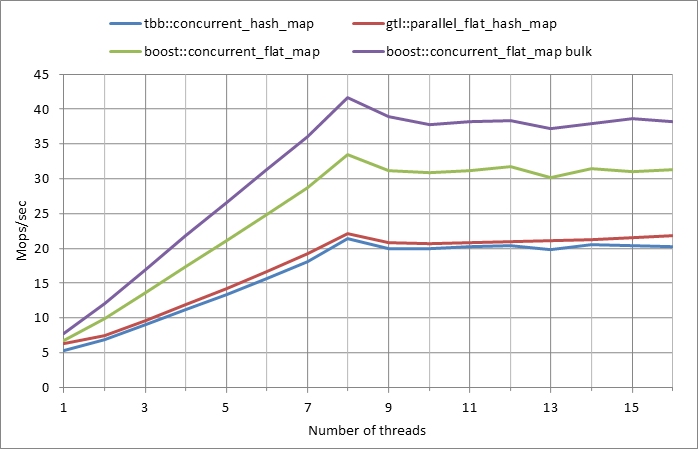 tbb::concurrent_hash_map gtl::parallel_flat_hash_map
boost::concurrent_flat_map boost::concurrent_flat_map bulk
45
40
35
30
25
20
15
10
5
0
Mops/sec
1 3 5 7 9 11 13 15
Number of threads